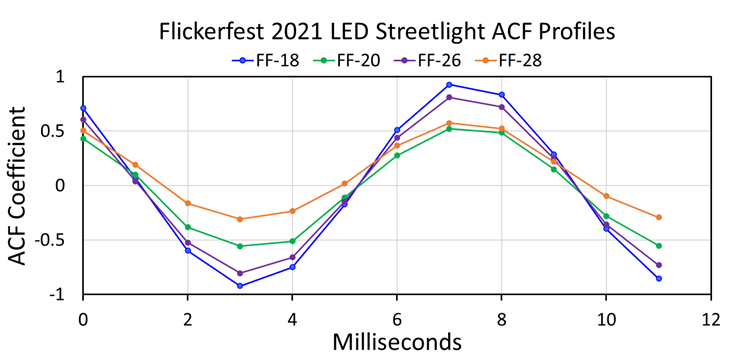 Flickerfest 2021 LED Streetlight ACF Profiles
FF-18 FF-20 FF-26 FF-28
ACF Coefficient
1
0.5
0
-0.5
-1
0 2 4 6 8 10 12
Milliseconds